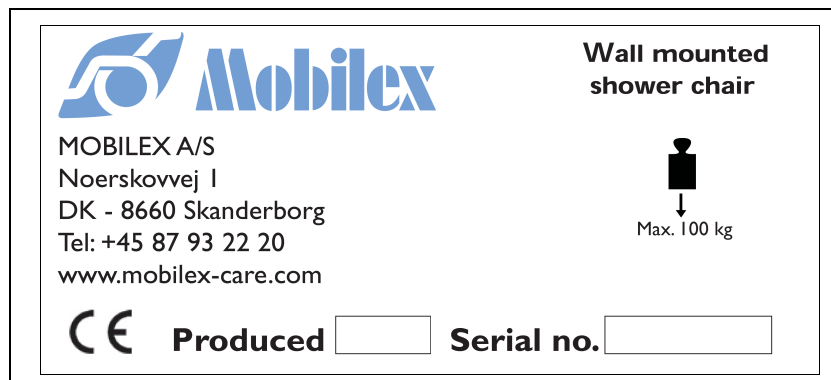 Mobilex
Wall mounted
shower chair
MOBILEX A/S
Noerskovvej 1
DK - 8660 Skanderborg
Tel: +45 87 93 22 20
www.mobilex-care.com
Max. 100 kg
CE Produced Serial no.